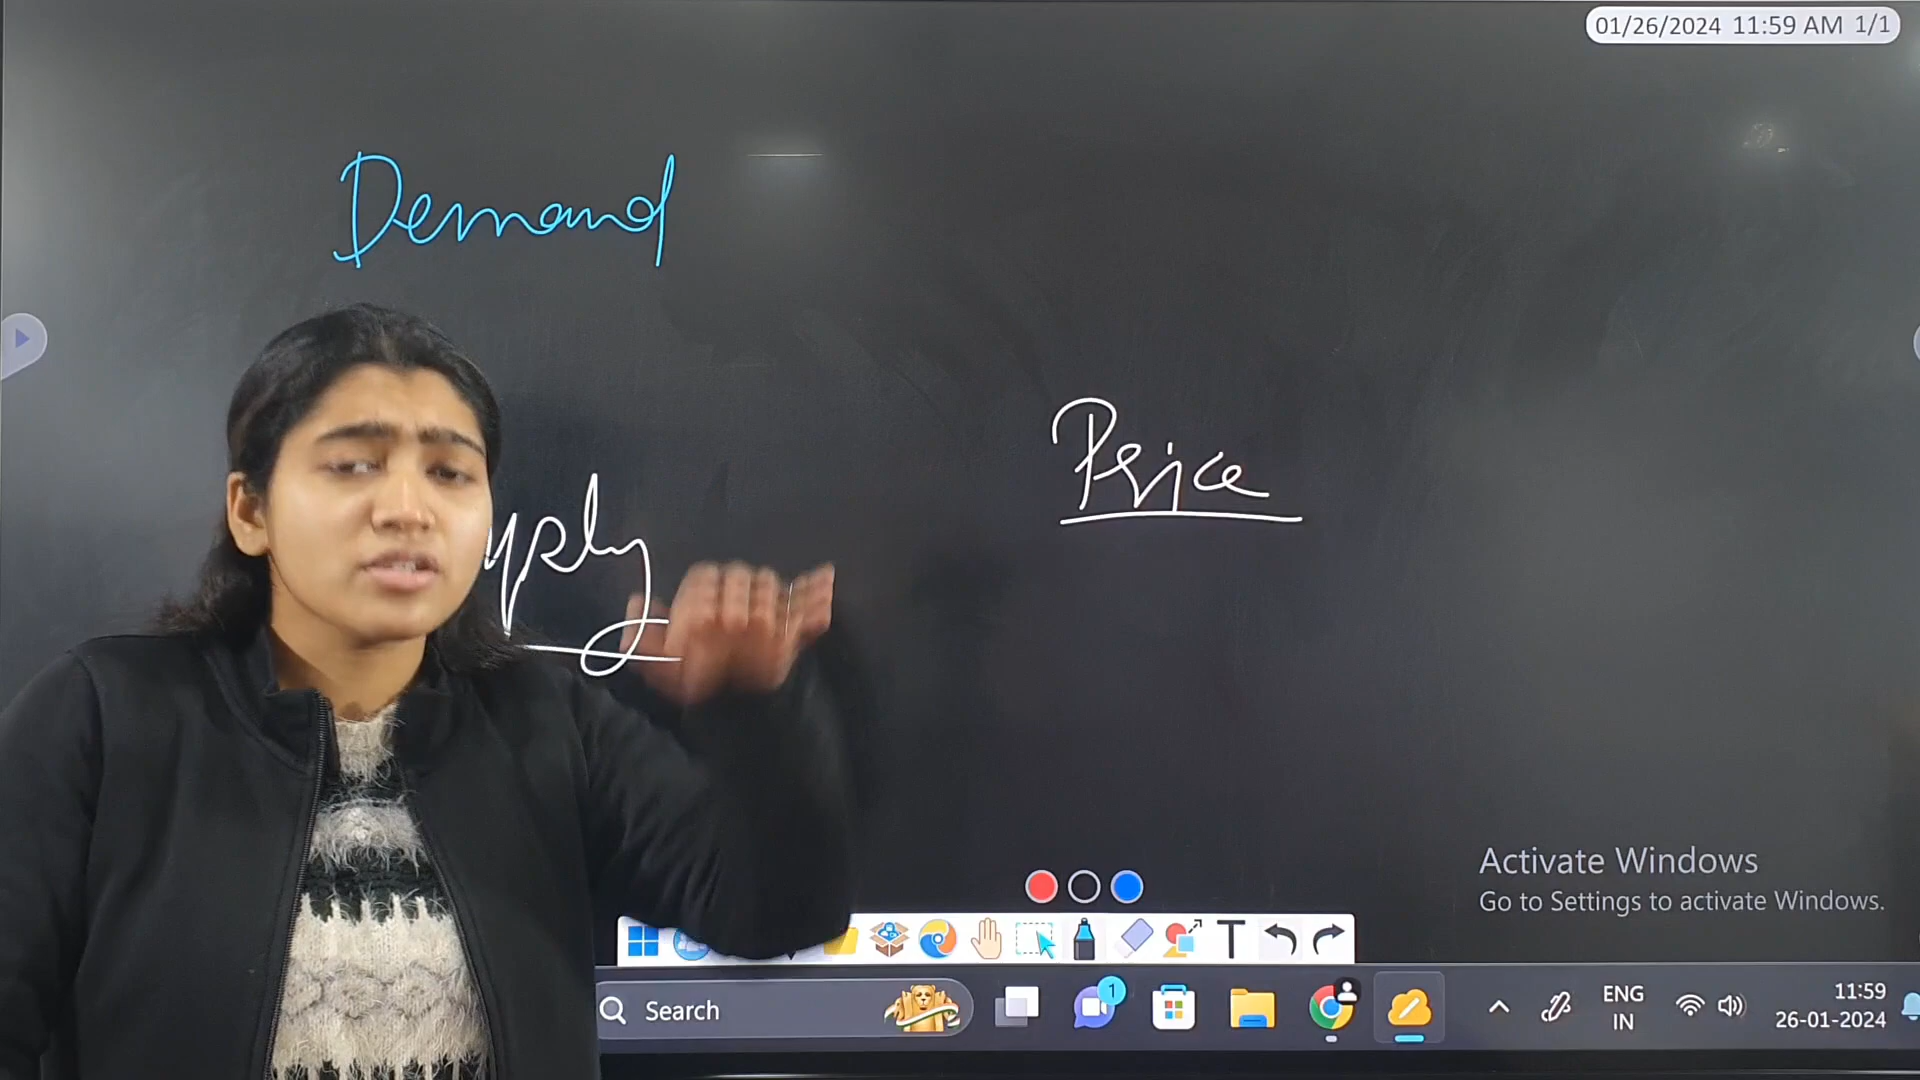 01/26/2024 11:59 AM 1/1
Demand
Price
Activate Windows
Go to Settings to activate Windows.
T
1
Search
ENG
IN
11:59
26-01-2024